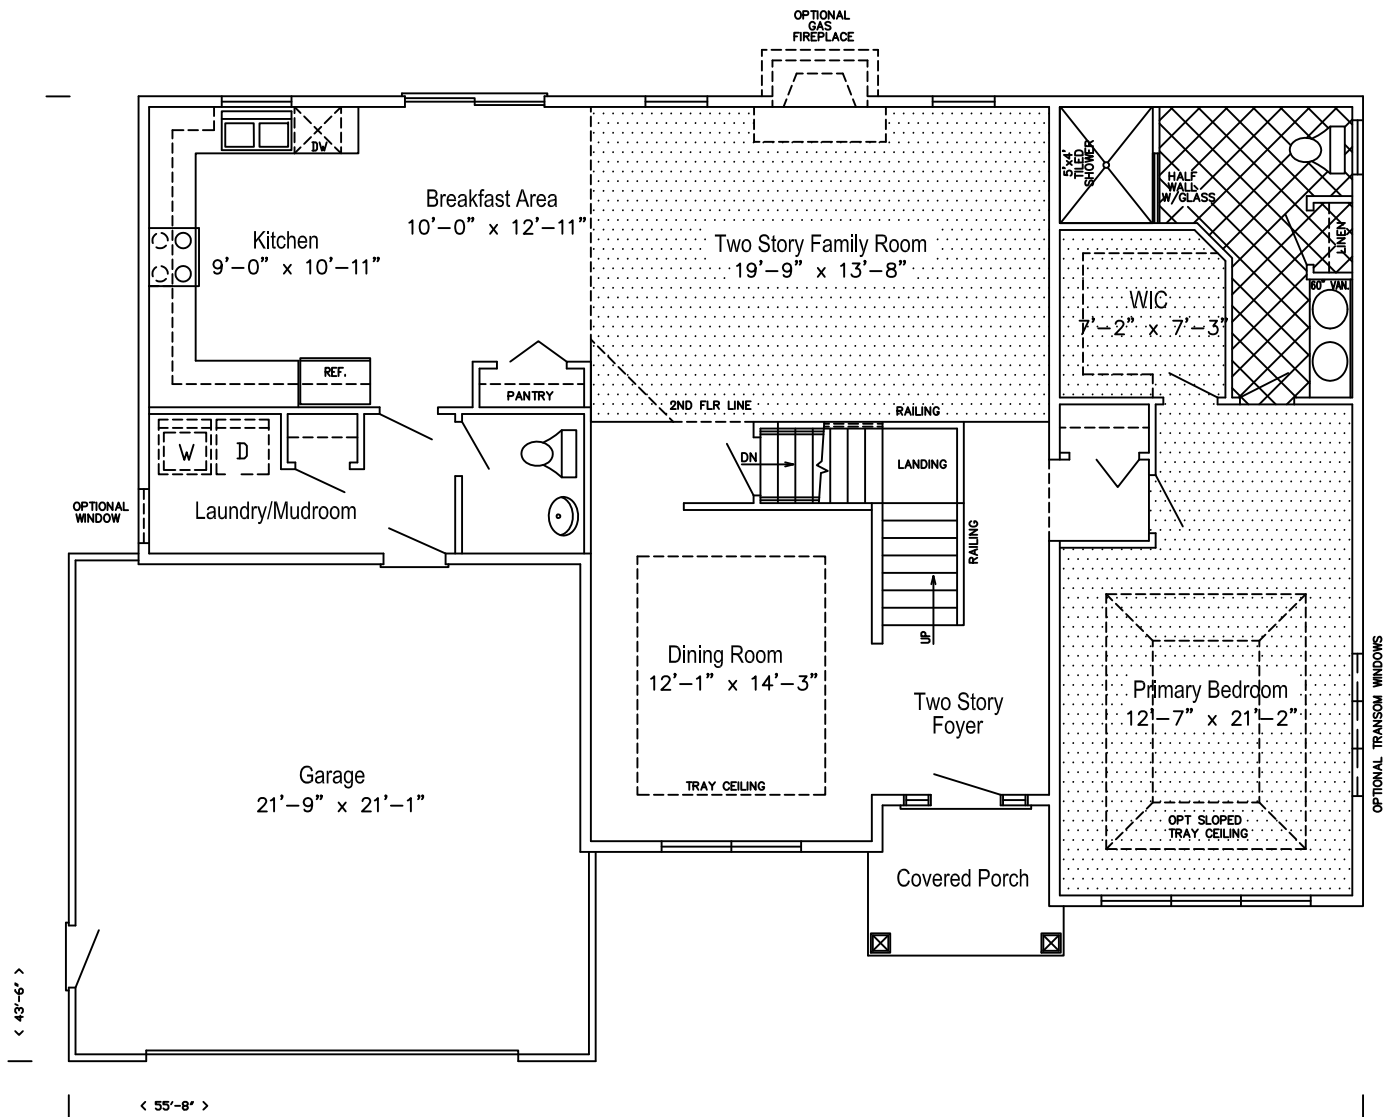 OPTIONAL
GAS
FIREPLACE
DW
Breakfast Area
10'-0" x 12'-11"
Kitchen
9'-0" x 10'-11"
Two Story Family Room
19'-9" x 13'-8"
5'x4'
TILED
SHOWER
HALF
WALL
W/GLASS
LINEN
60" VAN.
WIC
7'-2" x 7'-3"
REF.
PANTRY
2ND FLR LINE
RAILING
W
D
DN
LANDING
OPTIONAL
WINDOW
Laundry/Mudroom
RAILING
UP
Dining Room
12'-1" x 14'-3"
TRAY CEILING
Two Story
Foyer
Primary Bedroom
12'-7" x 21'-2"
OPT SLOPED
TRAY CEILING
OPTIONAL TRANSOM WINDOWS
Garage
21'-9" x 21'-1"
Covered Porch
< 43'-6" >
< 55'-8" >